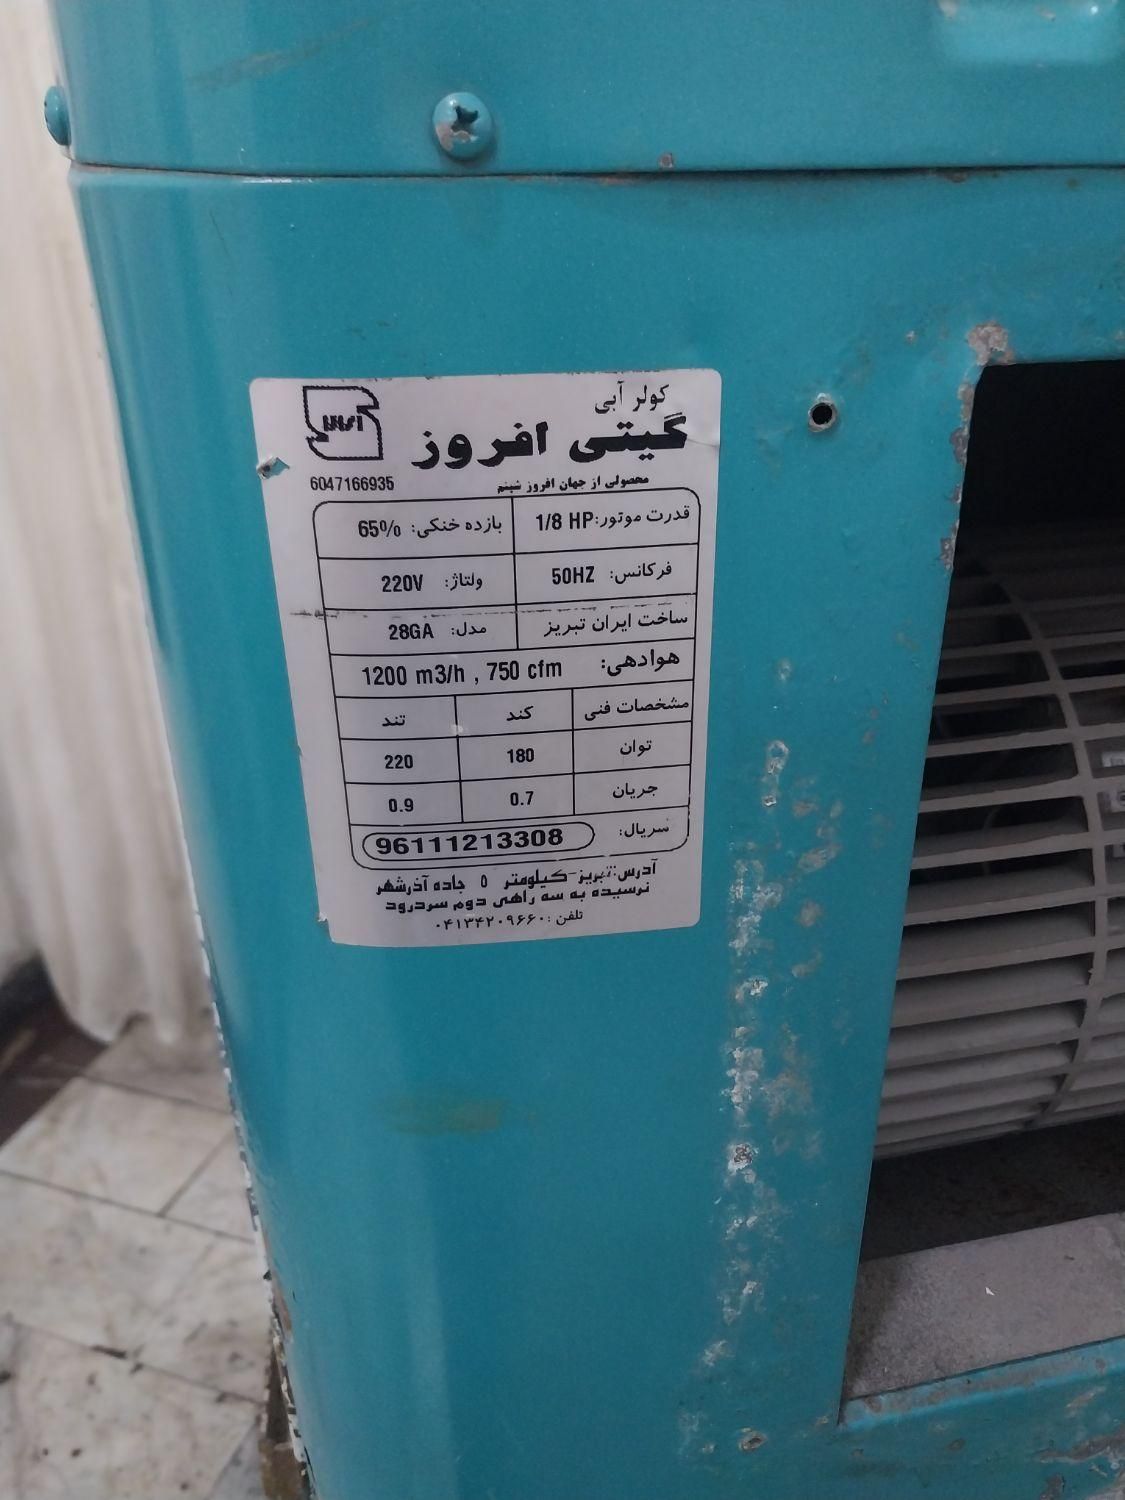 کولر آبی
گیتی افروز
محصولی از جهان افروز شبنم
6047166935
قدرت موتور: 1/8 HP بازده خنکی: 65%
فرکانس: 50HZ ولتاژ: 220V
ساخت ایران تبریز مدل: 28GA
هوادهی: 1200 m3/h , 750 cfm
مشخصات فنی کند تند
توان 180 220
جریان 0.7 0.9
سریال: 96111213308
آدرس:تبریز-کیلومتر ۵ جاده آذرشهر
نرسیده به سه راهی دوم سردرود
تلفن: ۰۴۱۳۴۲۰۹۶۶۰